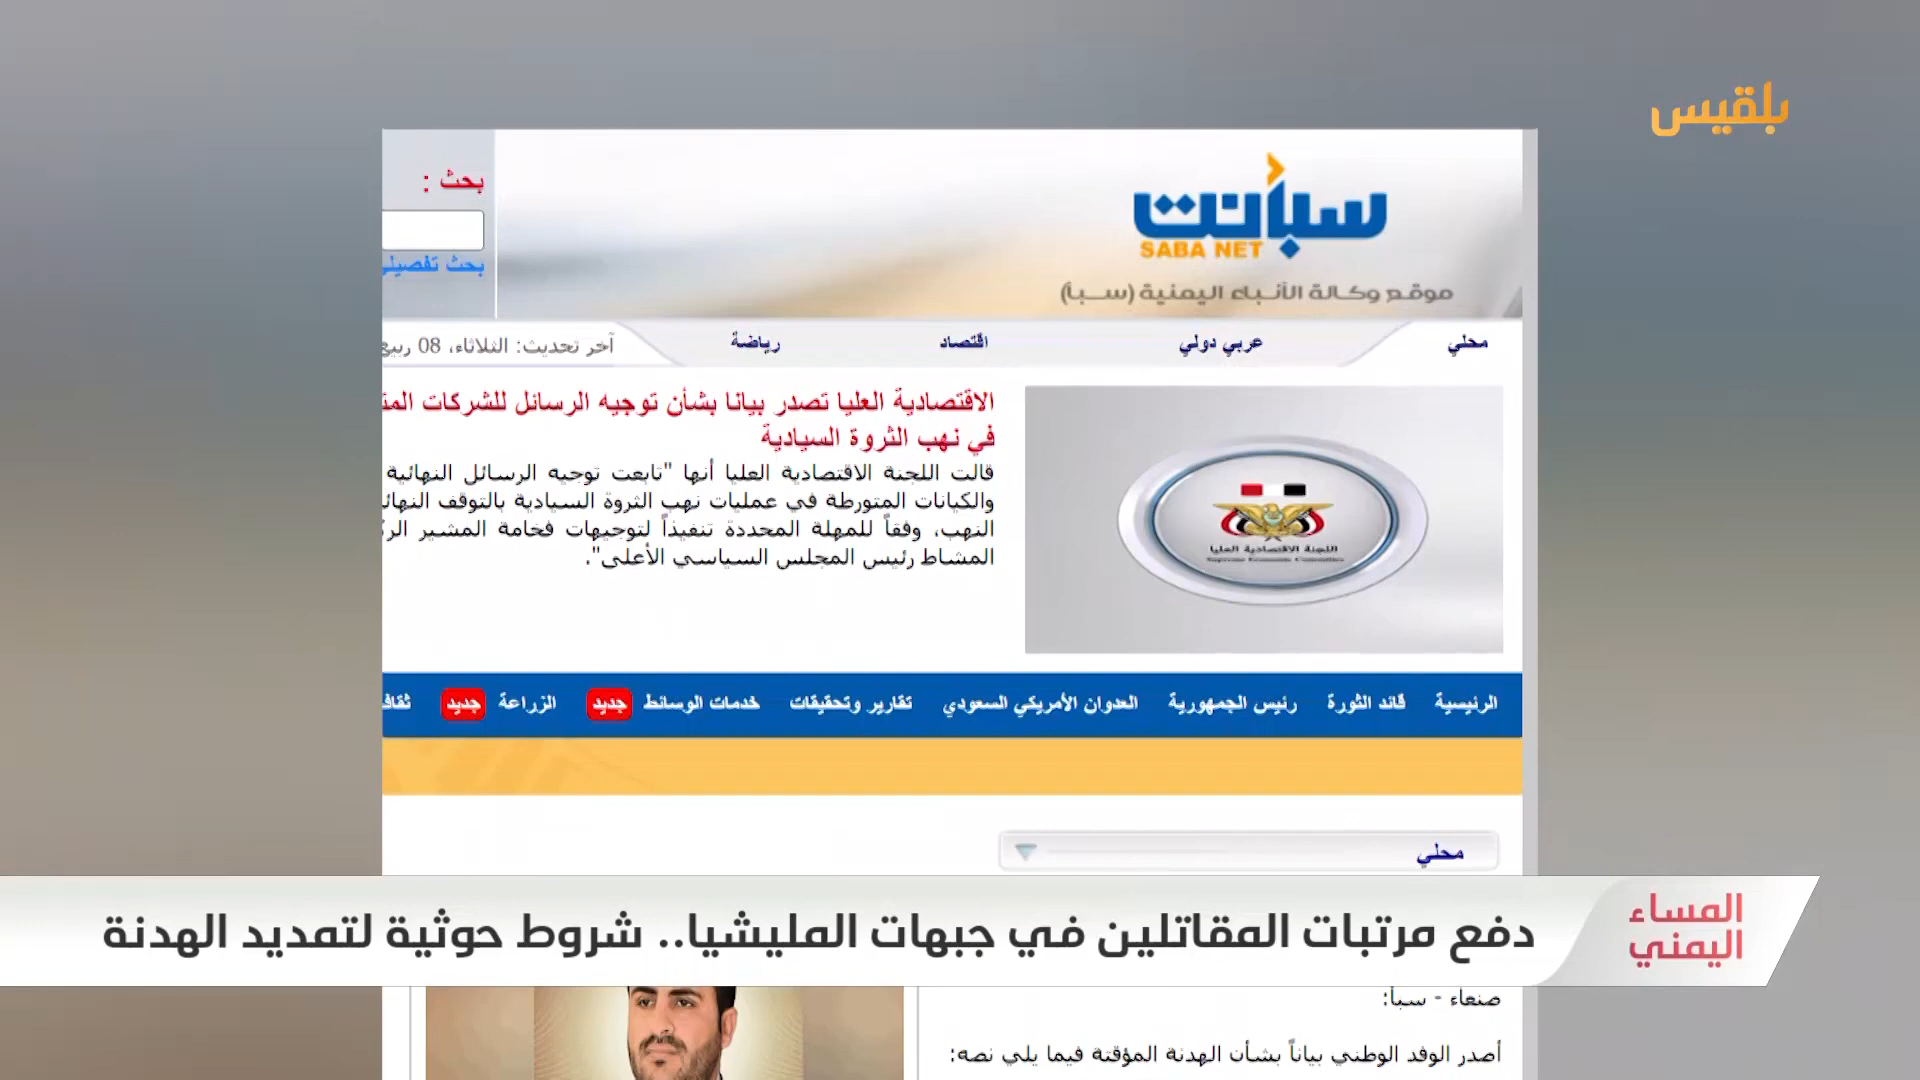 بلقيس
بحث :
بحث تفصيلي
سبأنت
SABA NET
موقع وكالة الأنباء اليمنية (سبأ)
محلي
عربي دولي
اقتصاد
رياضة
آخر تحديث: الثلاثاء، 08 ربيع
الاقتصادية العليا تصدر بيانا بشأن توجيه الرسائل للشركات
في نهب الثروة السيادية
قالت اللجنة الاقتصادية العليا أنها "تابعت توجيه الرسائل النهائية
والكيانات المتورطة في عمليات نهب الثروة السيادية بالتوقف
النهب، وفقاً للمهلة المحددة تنفيذاً لتوجيهات فخامة المشير
المشاط رئيس المجلس السياسي الأعلى".
اللجنة الاقتصادية العليا
Supreme Economic Committee
الرئيسية
قائد الثورة
رئيس الجمهورية
العدوان الأمريكي السعودي
تقارير وتحقيقات
خدمات الوسائط
جديد
الزراعة
جديد
محلي
المساء
اليمني
دفع مرتبات المقاتلين في جبهات المليشيا.. شروط حوثية لتمديد الهدنة
صنعاء - سبأ:
أصدر الوفد الوطني بياناً بشأن الهدنة المؤقتة فيما يلي نصه: